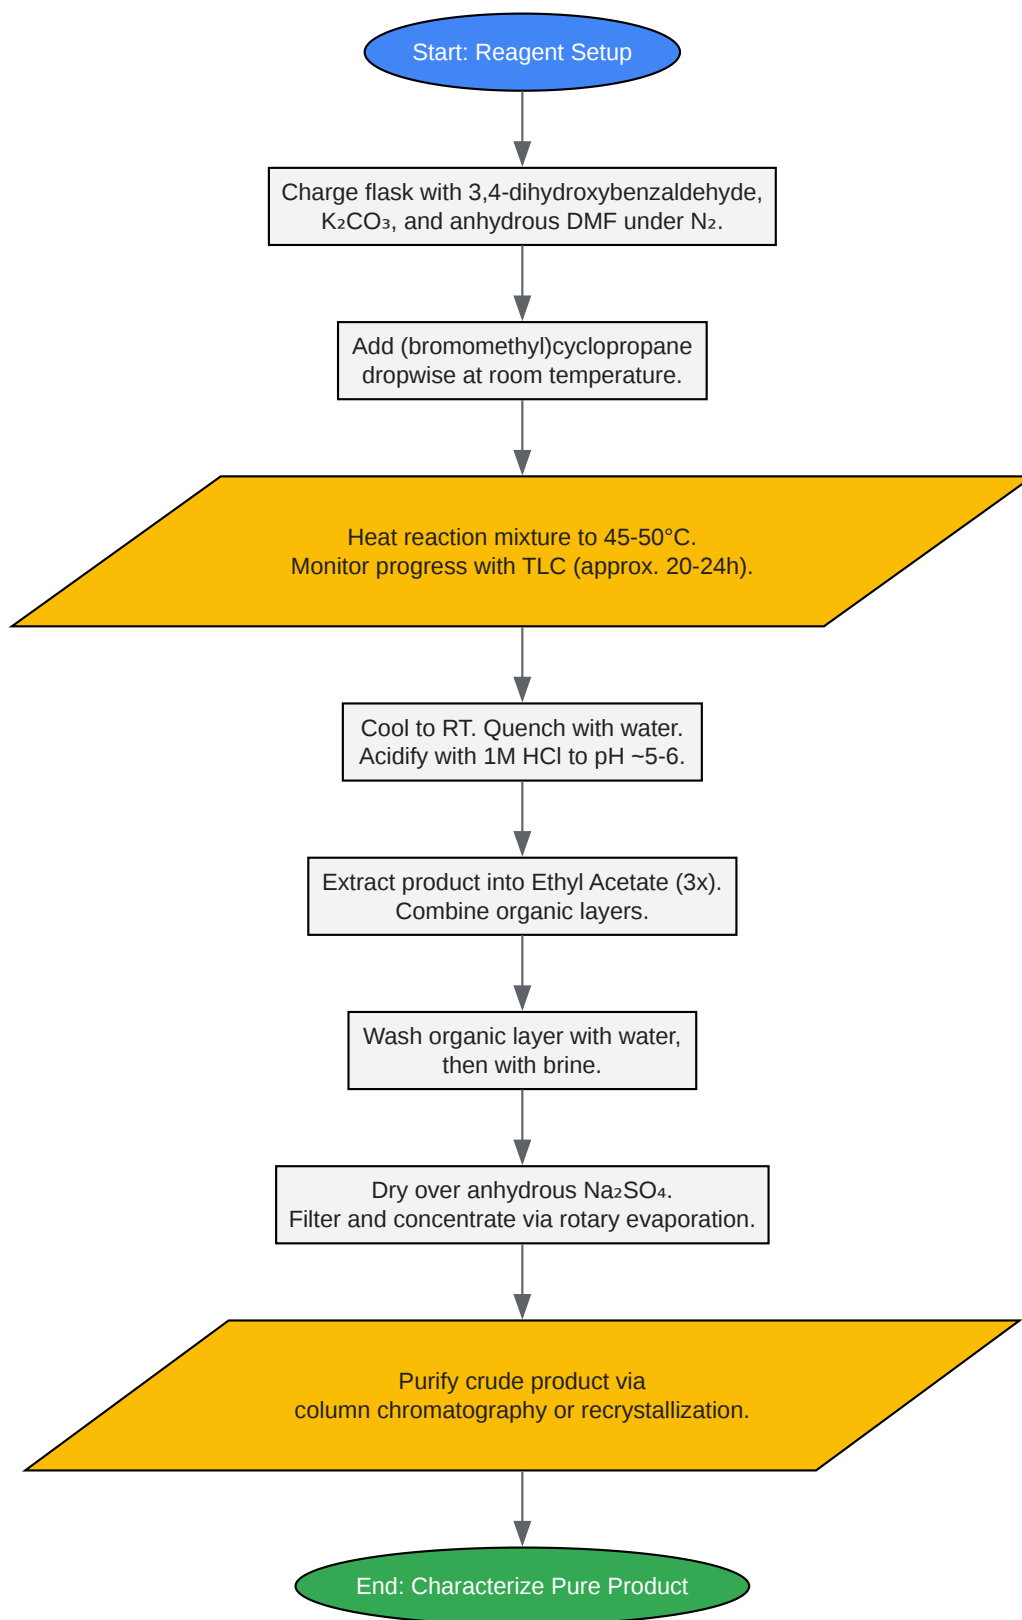 Start: Reagent Setup
Charge flask with 3,4-dihydroxybenzaldehyde,
K₂CO₃, and anhydrous DMF under N₂.
Add (bromomethyl)cyclopropane
dropwise at room temperature.
Heat reaction mixture to 45-50°C.
Monitor progress with TLC (approx. 20-24h).
Cool to RT. Quench with water.
Acidify with 1M HCl to pH ~5-6.
Extract product into Ethyl Acetate (3x).
Combine organic layers.
Wash organic layer with water,
then with brine.
Dry over anhydrous Na₂SO₄.
Filter and concentrate via rotary evaporation.
Purify crude product via
column chromatography or recrystallization.
End: Characterize Pure Product